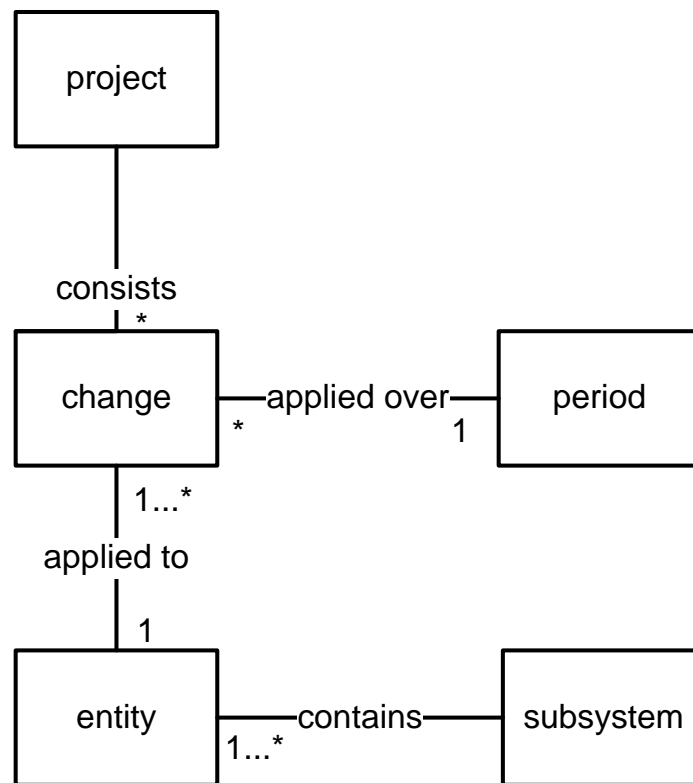 project
consists
*
change
applied over
period
*
1
1...*
applied to
1
entity
contains
subsystem
1...*